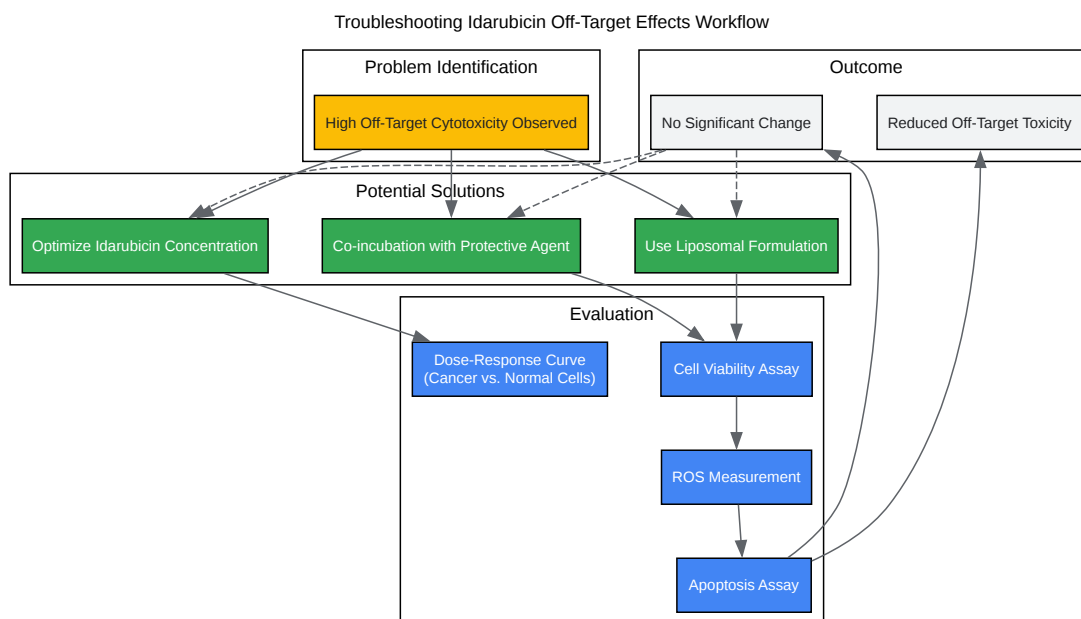 Troubleshooting Idarubicin Off-Target Effects Workflow
Problem Identification
Outcome
High Off-Target Cytotoxicity Observed
No Significant Change
Reduced Off-Target Toxicity
Potential Solutions
Optimize Idarubicin Concentration
Co-incubation with Protective Agent
Use Liposomal Formulation
Evaluation
Dose-Response Curve
(Cancer vs. Normal Cells)
Cell Viability Assay
ROS Measurement
Apoptosis Assay